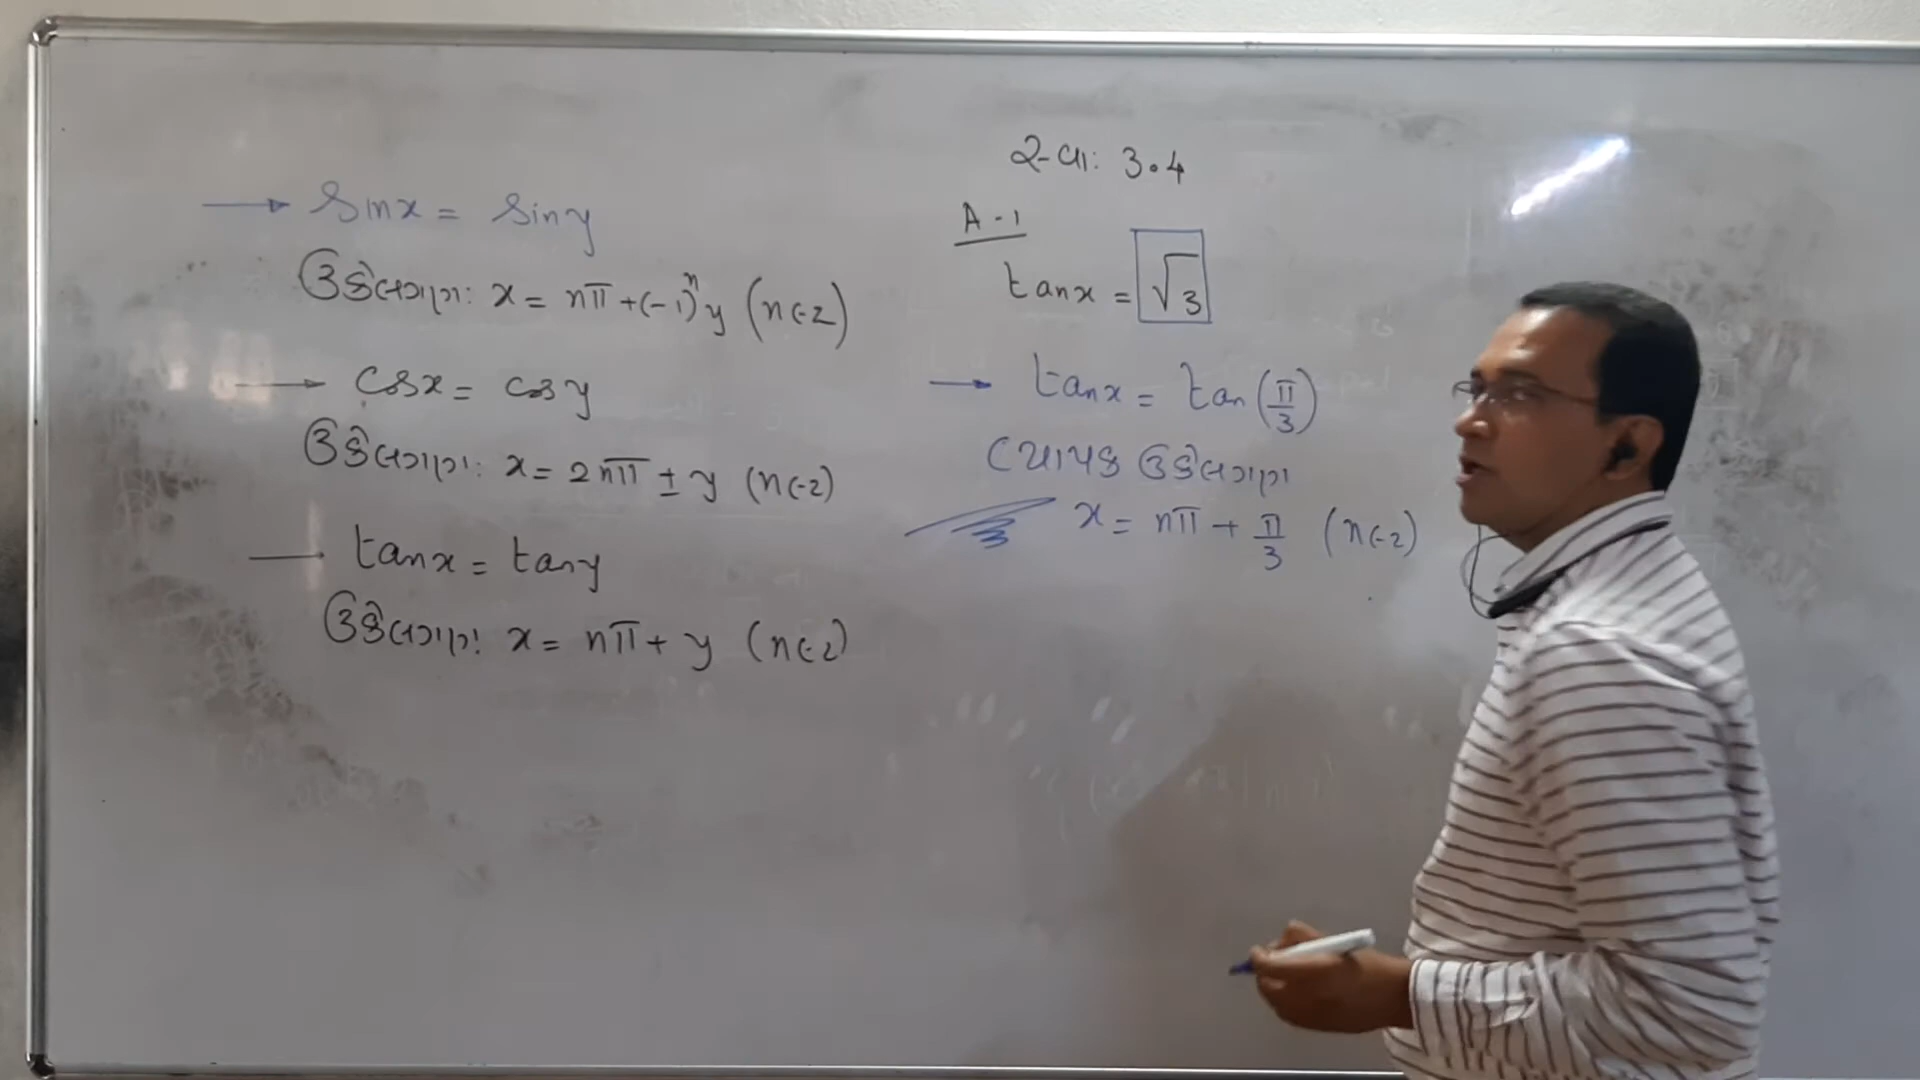 → Sinx = Siny
ઉકેલગણ: x = nπ + (-1)ⁿy (n∈z)
→ Cosx = Cosy
ઉકેલગણ: x = 2nπ ± y (n∈z)
→ tanx = tany
ઉકેલગણ: x = nπ + y (n∈z)
સ્વા: 3.4
A-1
tanx = √3
→ tanx = tan(π/3)
વ્યાપક ઉકેલગણ
x = nπ + π/3 (n∈z)